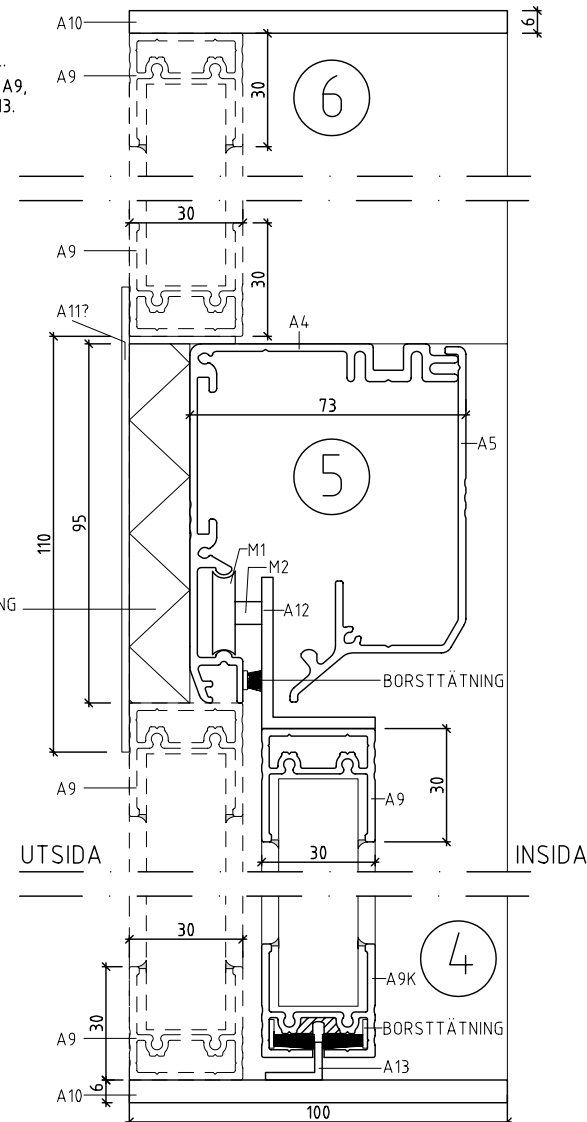 A10
6
..
A9
A9,
13.
30
6
30
A9
30
A11?
A4
73
A5
5
95
110
M1
M2
NG
A12
BORSTTÄTNING
A9
A9
30
UTSIDA
30
INSIDA
30
4
A9K
30
BORSTTÄTNING
A9
A13
6
A10
100